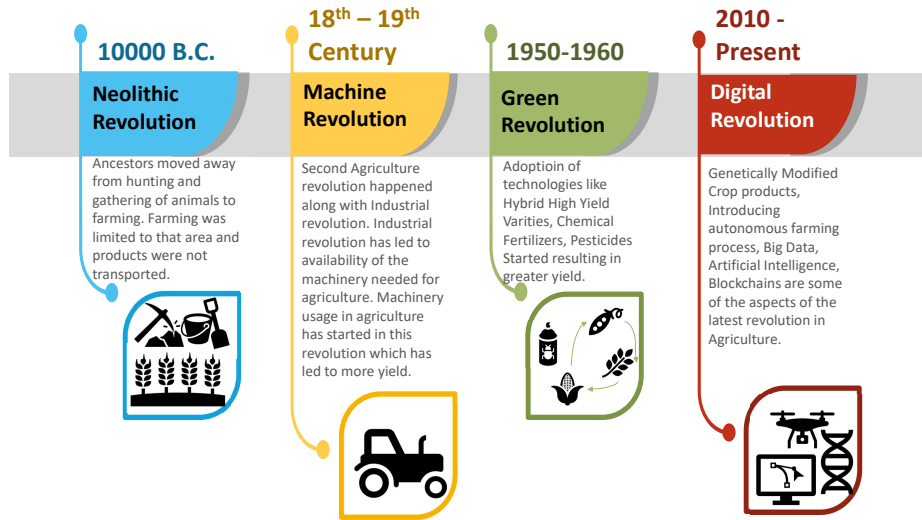 10000 B.C.
Neolithic
Revolution
Ancestors moved away
from hunting and
gathering of animals to
farming. Farming was
limited to that area and
products were not
transported.
18th – 19th
Century
Machine
Revolution
Second Agriculture
revolution happened
along with Industrial
revolution. Industrial
revolution has led to
availability of the
machinery needed for
agriculture. Machinery
usage in agriculture
has started in this
revolution which has
led to more yield.
1950-1960
Green
Revolution
Adoptioin of
technologies like
Hybrid High Yield
Varities, Chemical
Fertilizers, Pesticides
Started resulting in
greater yield.
2010 -
Present
Digital
Revolution
Genetically Modified
Crop products,
Introducing
autonomous farming
process, Big Data,
Artificial Intelligence,
Blockchains are some
of the aspects of the
latest revolution in
Agriculture.